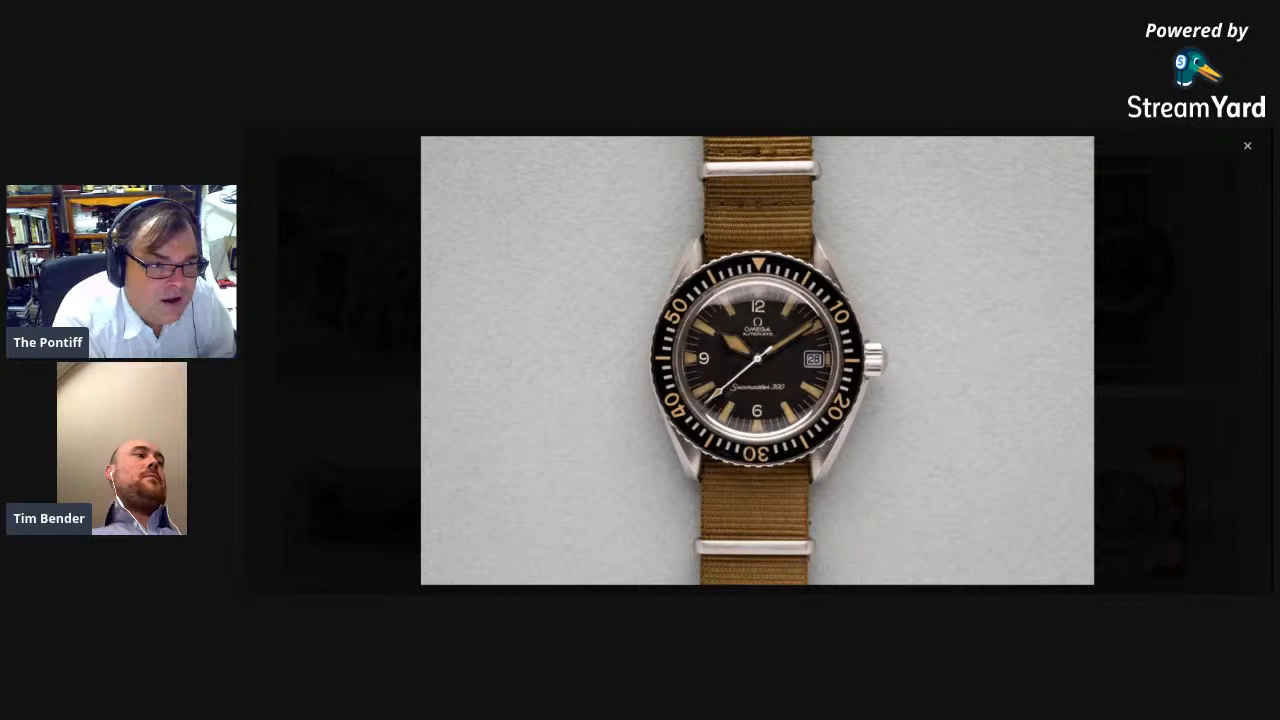 Powered by
StreamYard
The Pontiff
Tim Bender
×
12
50
10
Ω
OMEGA
AUTOMATIC
9
28
Seamaster 300
40
20
6
30